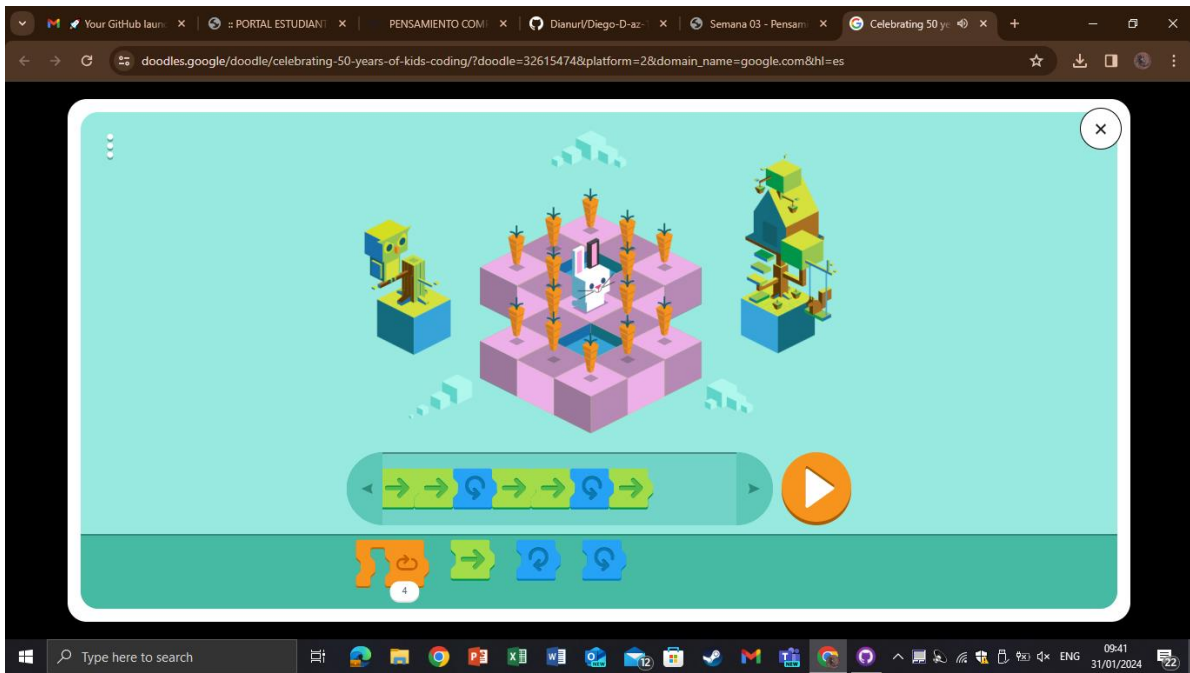 Your GitHub laun
:: PORTAL ESTUDIANT
PENSAMIENTO COM
Dianurl/Diego-D-az-
Semana 03 - Pensam
Celebrating 50 ye
doodles.google/doodle/celebrating-50-years-of-kids-coding/?doodle=32615474&platform=2&domain_name=google.com&hl=es
4
Type here to search
NEW
12
NEW
ENG
09:41
31/01/2024
22